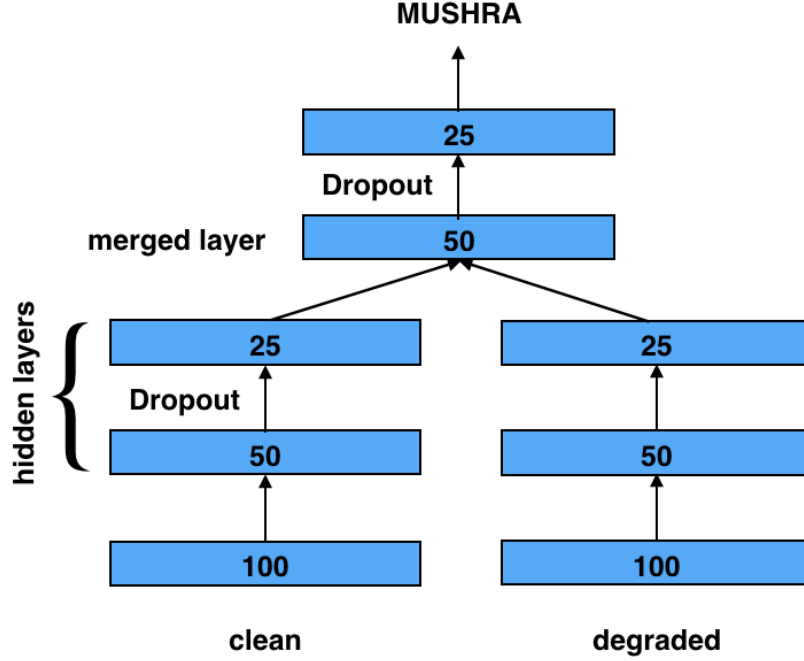 MUSHRA
25
Dropout
50
merged layer
hidden layers
25
25
Dropout
50
50
100
100
clean
degraded